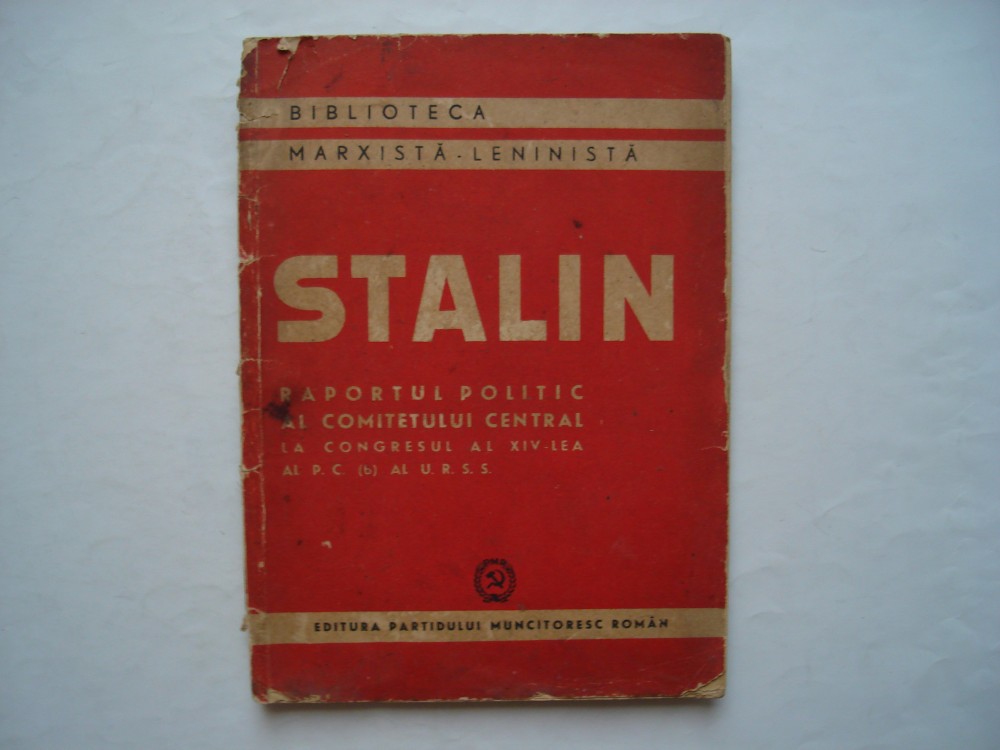 BIBLIOTECA
MARXISTĂ-LENINISTĂ
STALIN
RAPORTUL POLITIC
AL COMITETULUI CENTRAL
LA CONGRESUL AL XIV-LEA
AL P. C. (b) AL U. R. S. S.
EDITURA PARTIDULUI MUNCITORESC ROMÂN